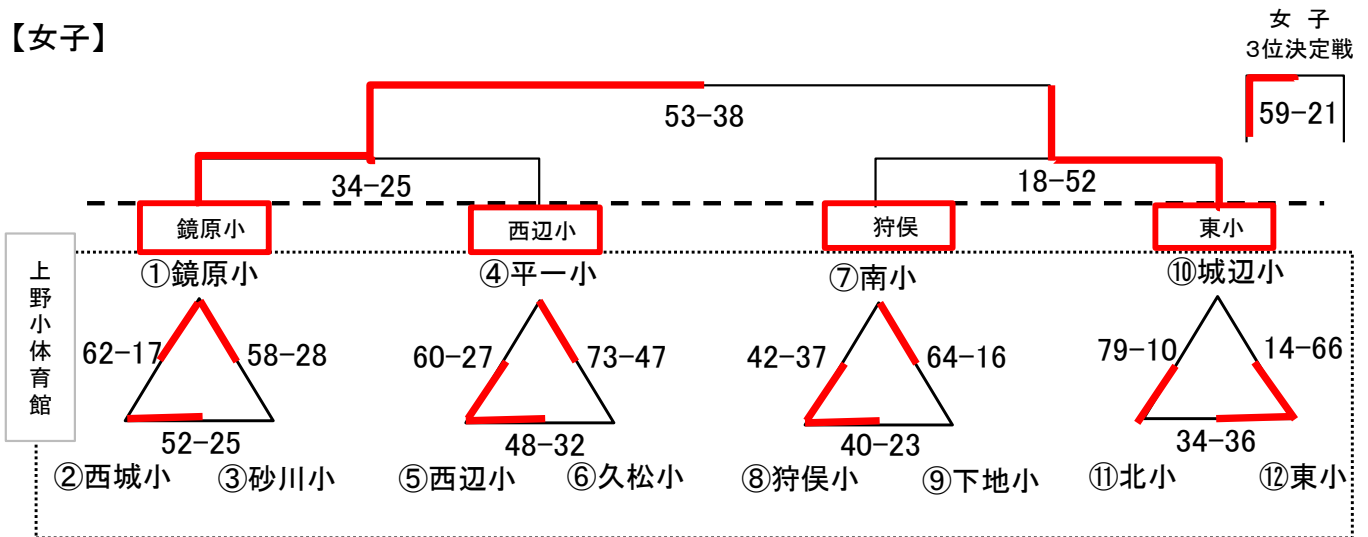 【女子】
女 子
3位決定戦
59-21
53-38
34-25
18-52
鏡原小
西辺小
狩俣
東小
上野小体育館
①鏡原小
④平一小
⑦南小
⑩城辺小
62-17
58-28
60-27
73-47
42-37
64-16
79-10
14-66
52-25
48-32
40-23
34-36
②西城小
③砂川小
⑤西辺小
⑥久松小
⑧狩俣小
⑨下地小
⑪北小
⑫東小